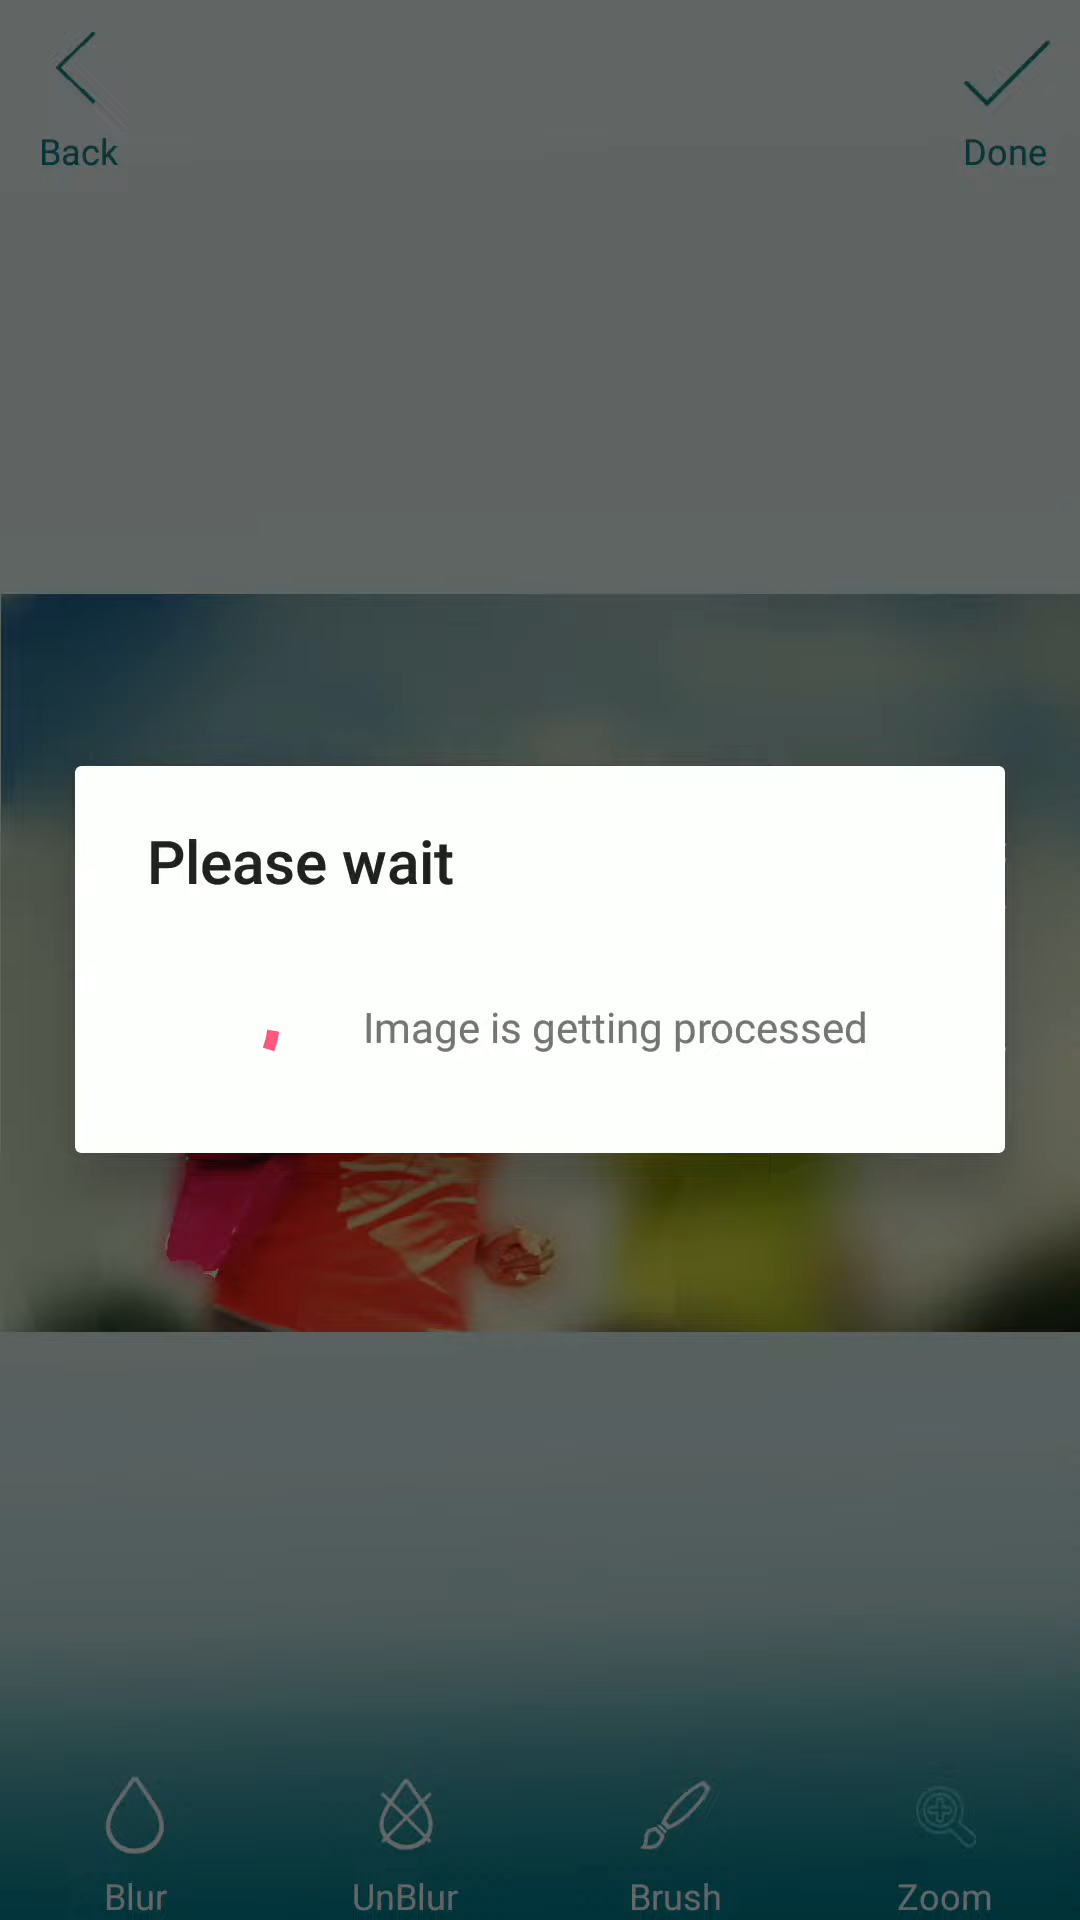 Back
Done
Please wait
Image is getting processed
Blur
UnBlur
Brush
Zoom